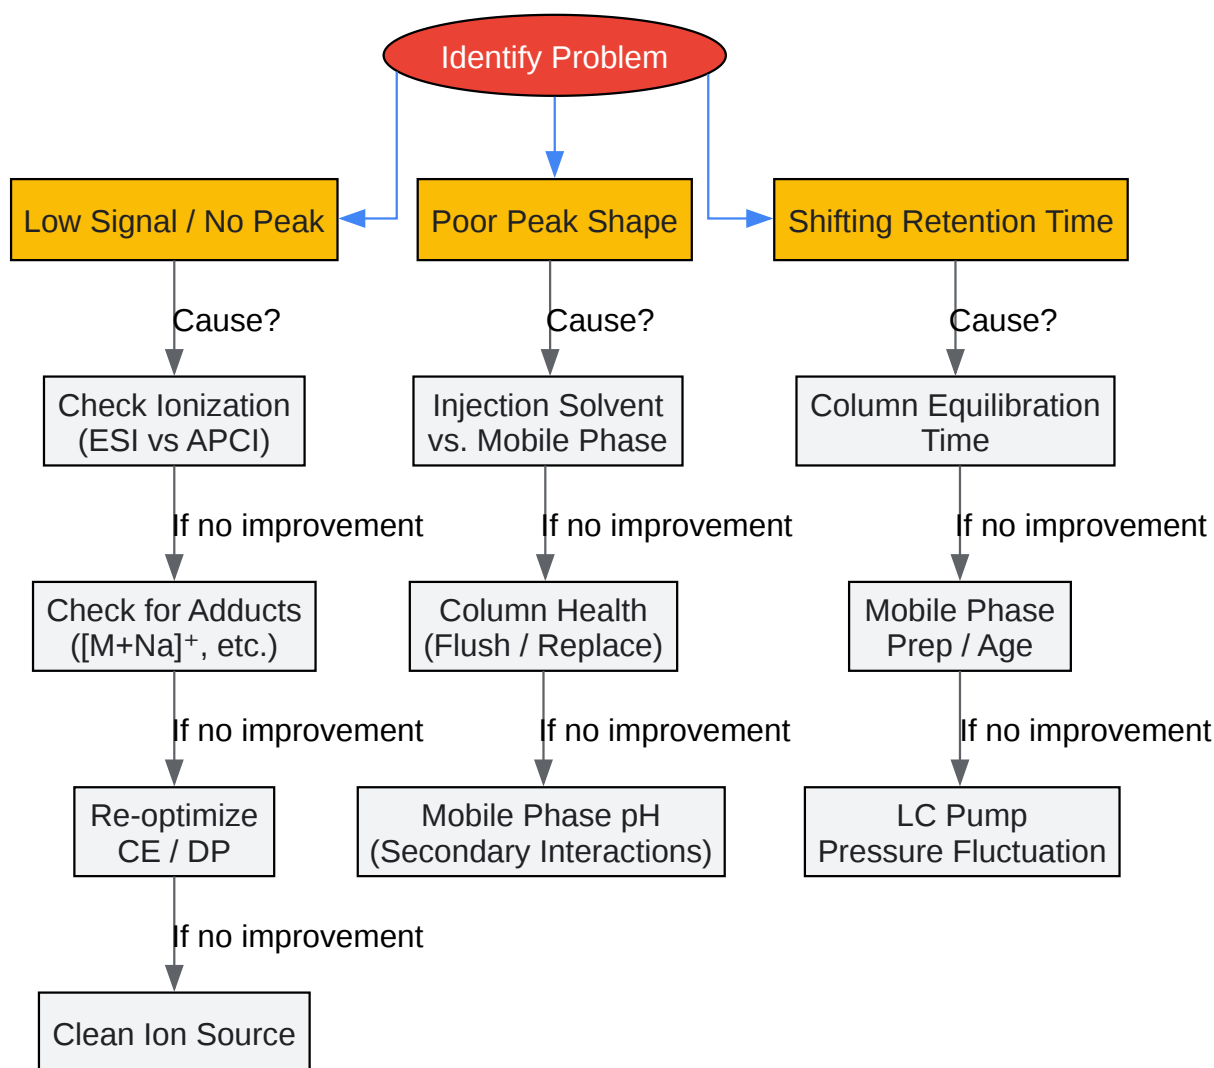 Identify Problem
Low Signal / No Peak
Poor Peak Shape
Shifting Retention Time
Cause?
Cause?
Cause?
Check Ionization
(ESI vs APCI)
Injection Solvent
vs. Mobile Phase
Column Equilibration
Time
If no improvement
If no improvement
If no improvement
Check for Adducts
([M+Na]⁺, etc.)
Column Health
(Flush / Replace)
Mobile Phase
Prep / Age
If no improvement
If no improvement
If no improvement
Re-optimize
CE / DP
Mobile Phase pH
(Secondary Interactions)
LC Pump
Pressure Fluctuation
If no improvement
Clean Ion Source